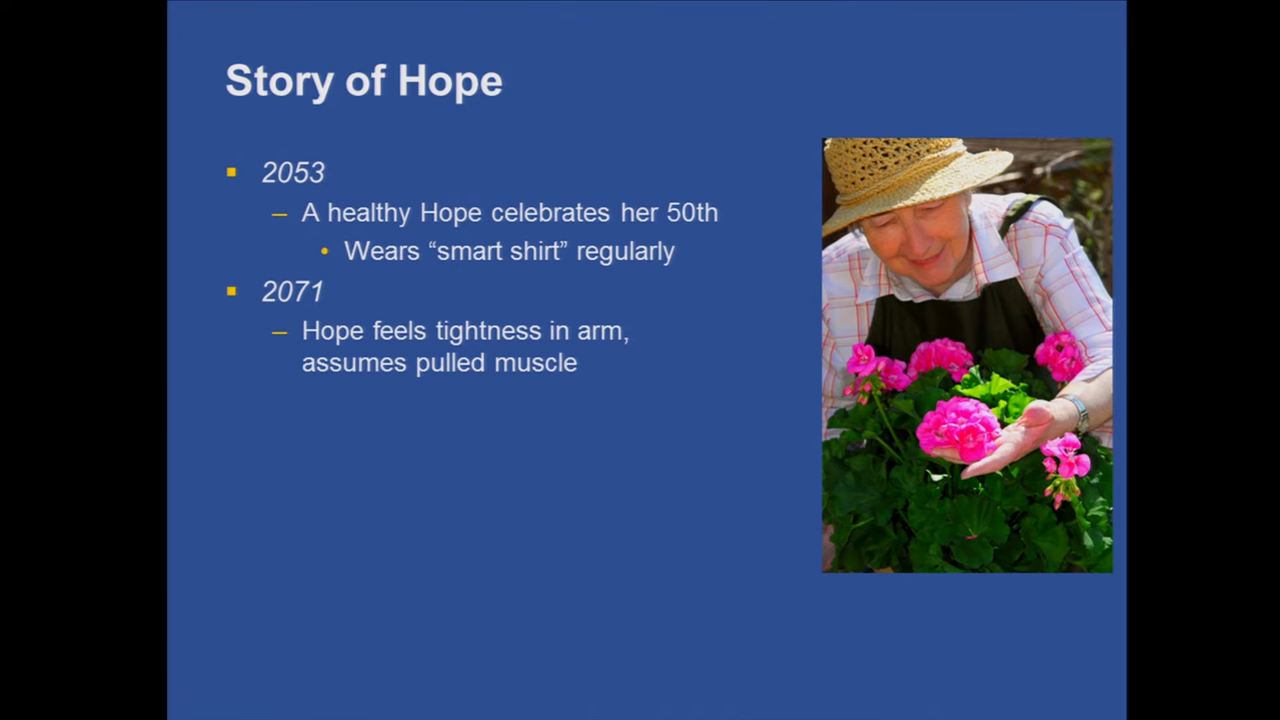 Story of Hope
2053
– A healthy Hope celebrates her 50th
• Wears “smart shirt” regularly
2071
– Hope feels tightness in arm,
assumes pulled muscle